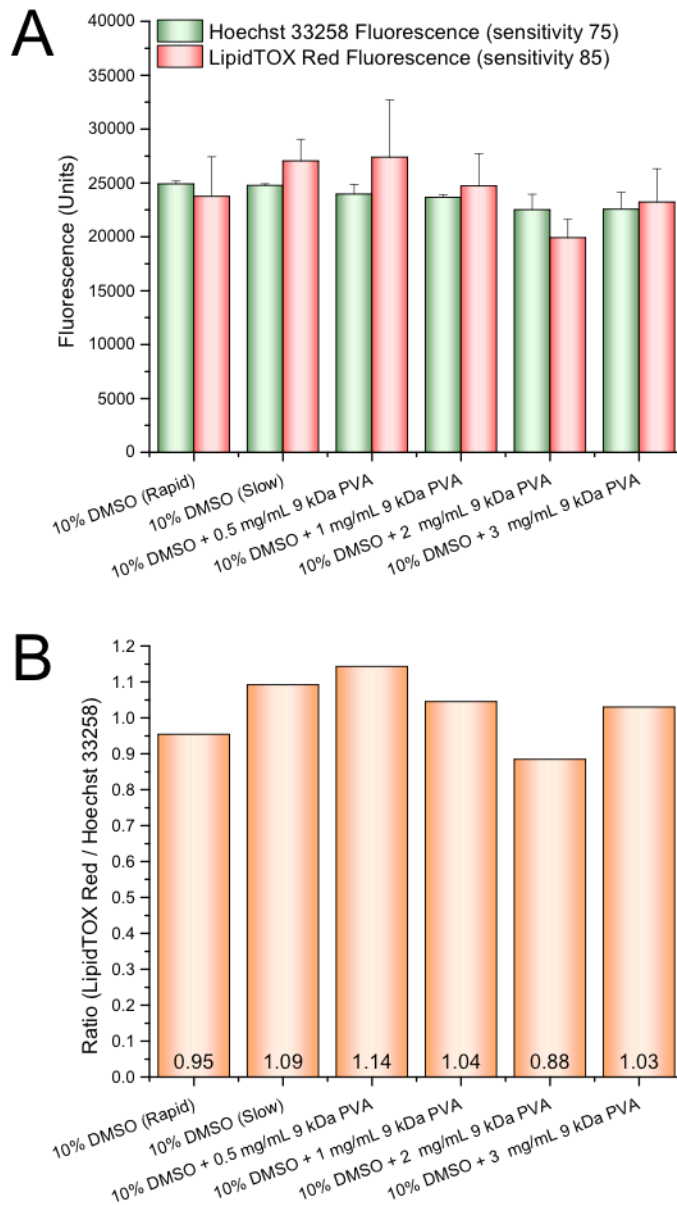 A
Hoechst 33258 Fluorescence (sensitivity 75)
LipidTOX Red Fluorescence (sensitivity 85)
Fluorescence (Units)
40000
35000
30000
25000
20000
15000
10000
5000
0
10% DMSO (Rapid)
10% DMSO (Slow)
10% DMSO + 0.5 mg/mL 9 kDa PVA
10% DMSO + 1 mg/mL 9 kDa PVA
10% DMSO + 2 mg/mL 9 kDa PVA
10% DMSO + 3 mg/mL 9 kDa PVA
B
Ratio (LipidTOX Red / Hoechst 33258)
1.2
1.1
1.0
0.9
0.8
0.7
0.6
0.5
0.4
0.3
0.2
0.1
0.0
0.95
1.09
1.14
1.04
0.88
1.03
10% DMSO (Rapid)
10% DMSO (Slow)
10% DMSO + 0.5 mg/mL 9 kDa PVA
10% DMSO + 1 mg/mL 9 kDa PVA
10% DMSO + 2 mg/mL 9 kDa PVA
10% DMSO + 3 mg/mL 9 kDa PVA